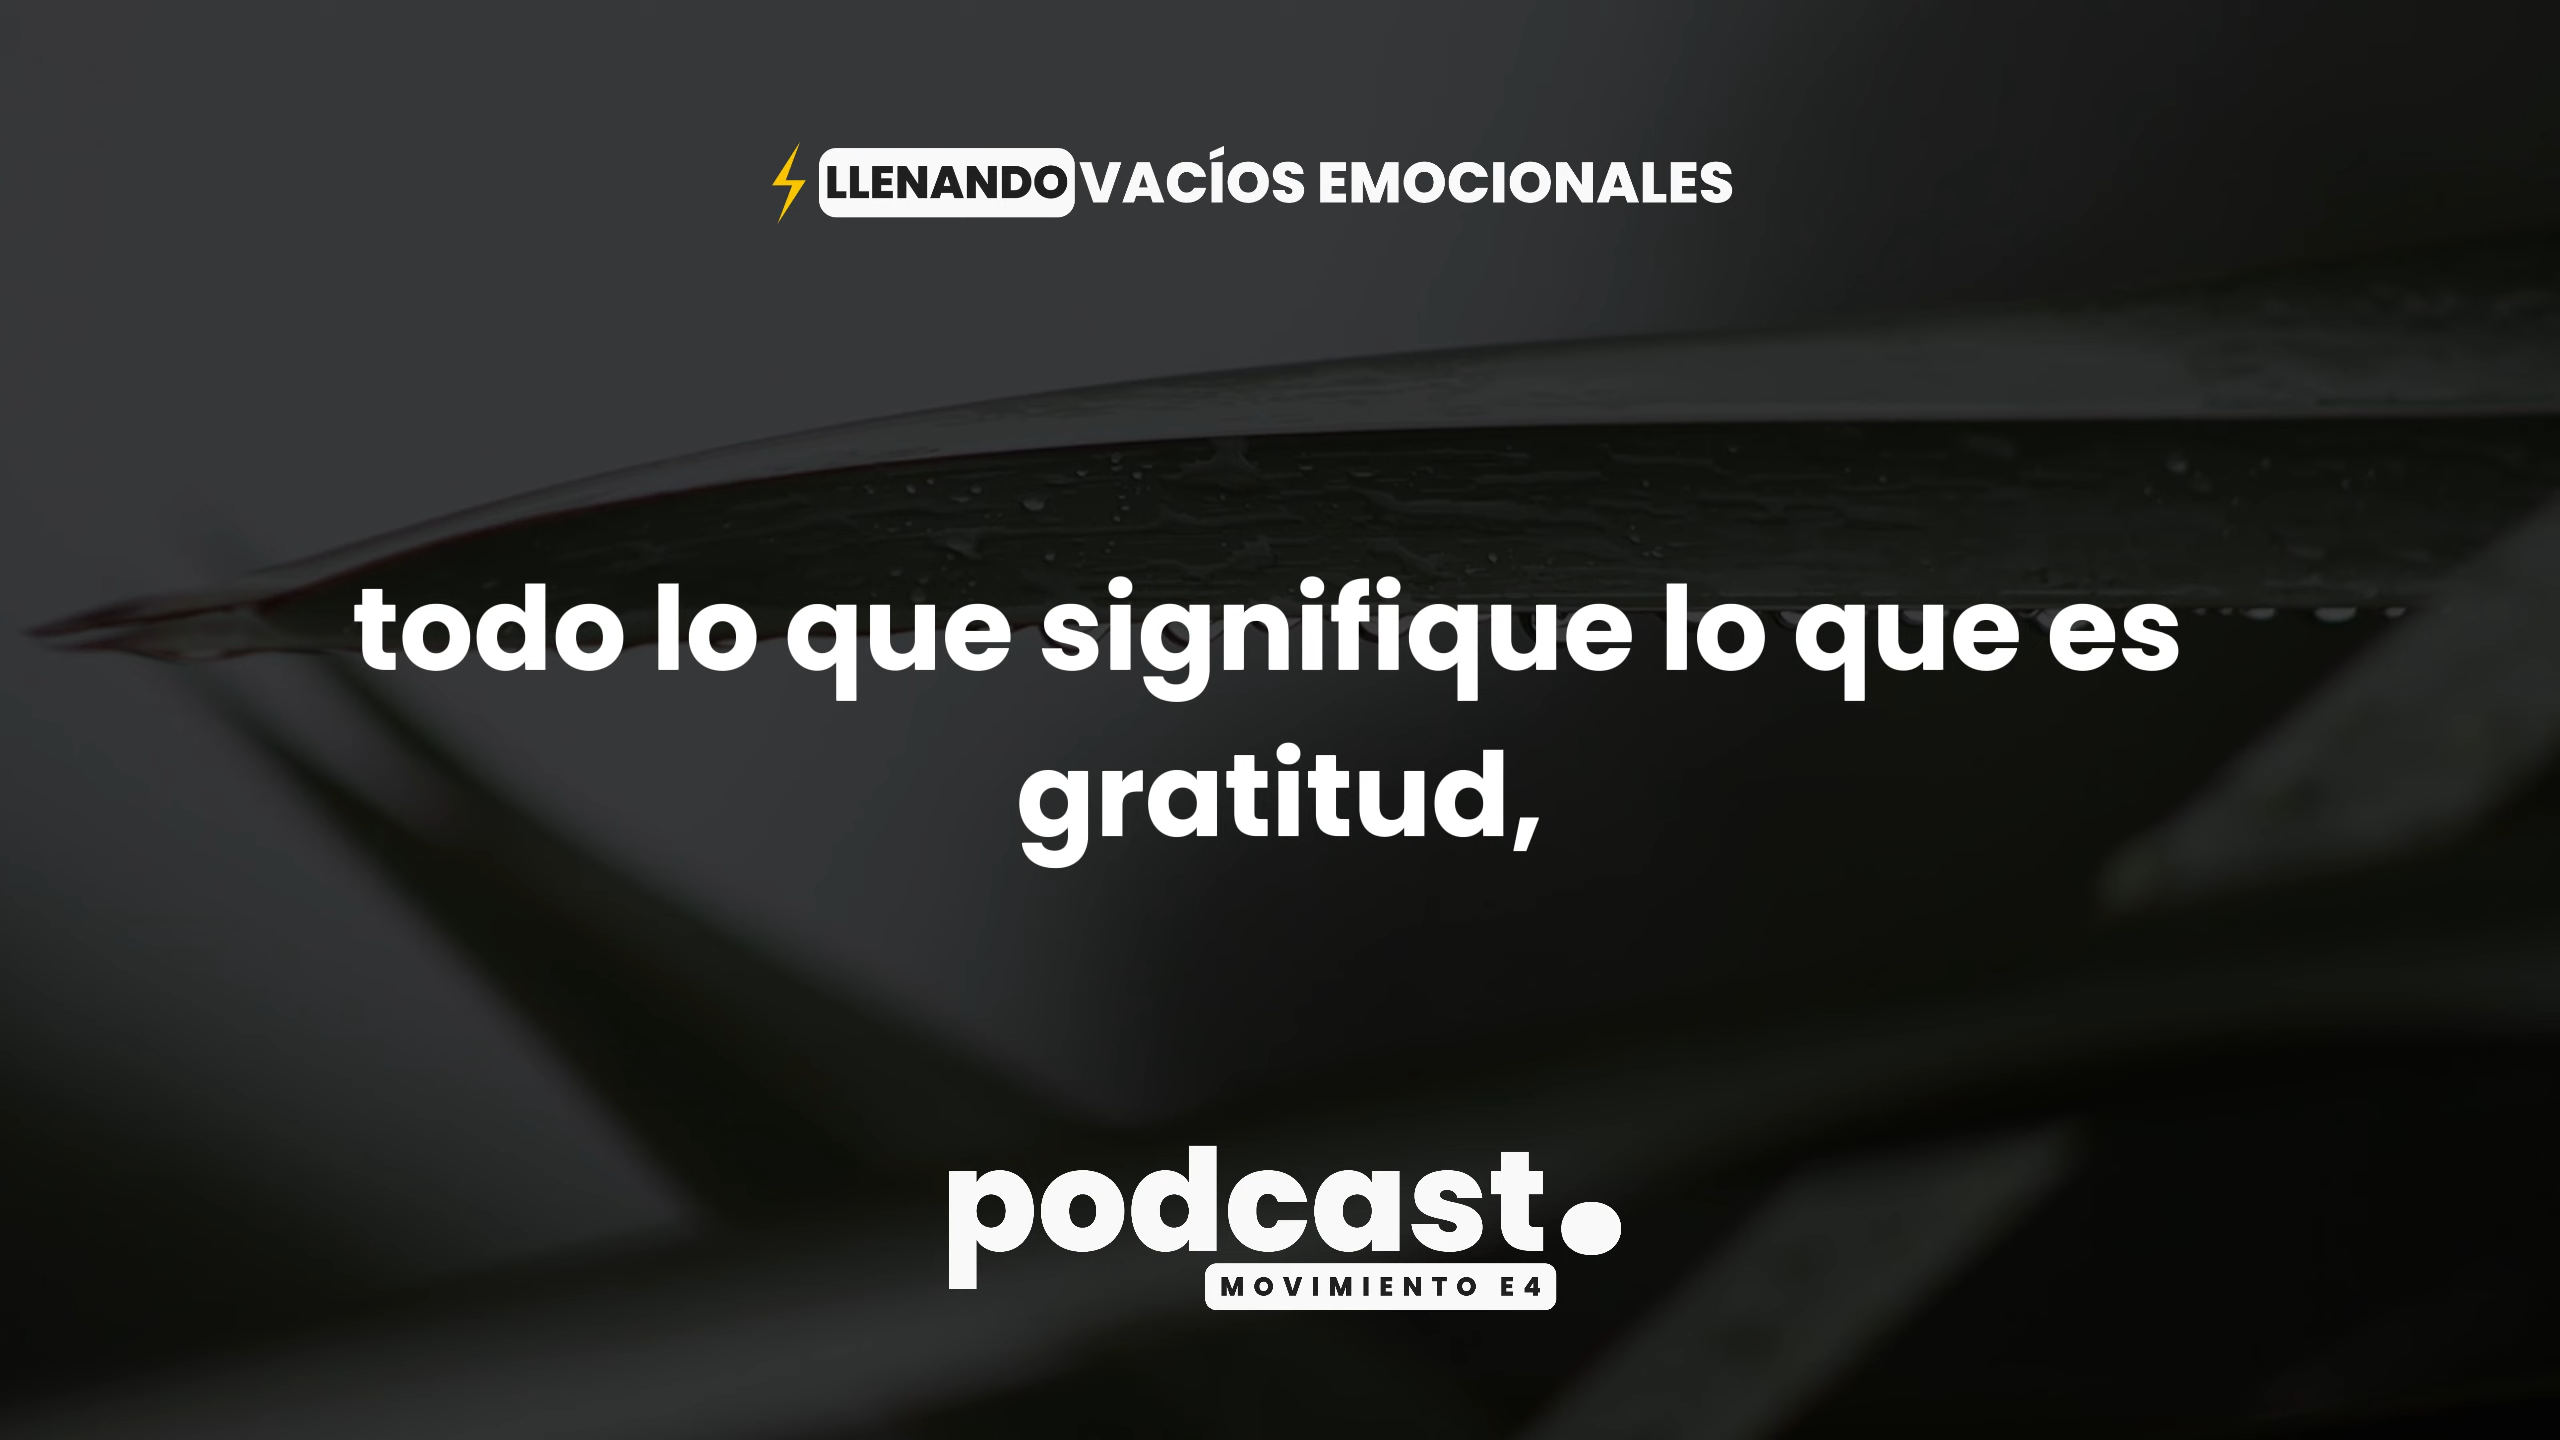 LLENANDO VACÍOS EMOCIONALES
todo lo que signifique lo que es
gratitud,
podcast.
MOVIMIENTO E4